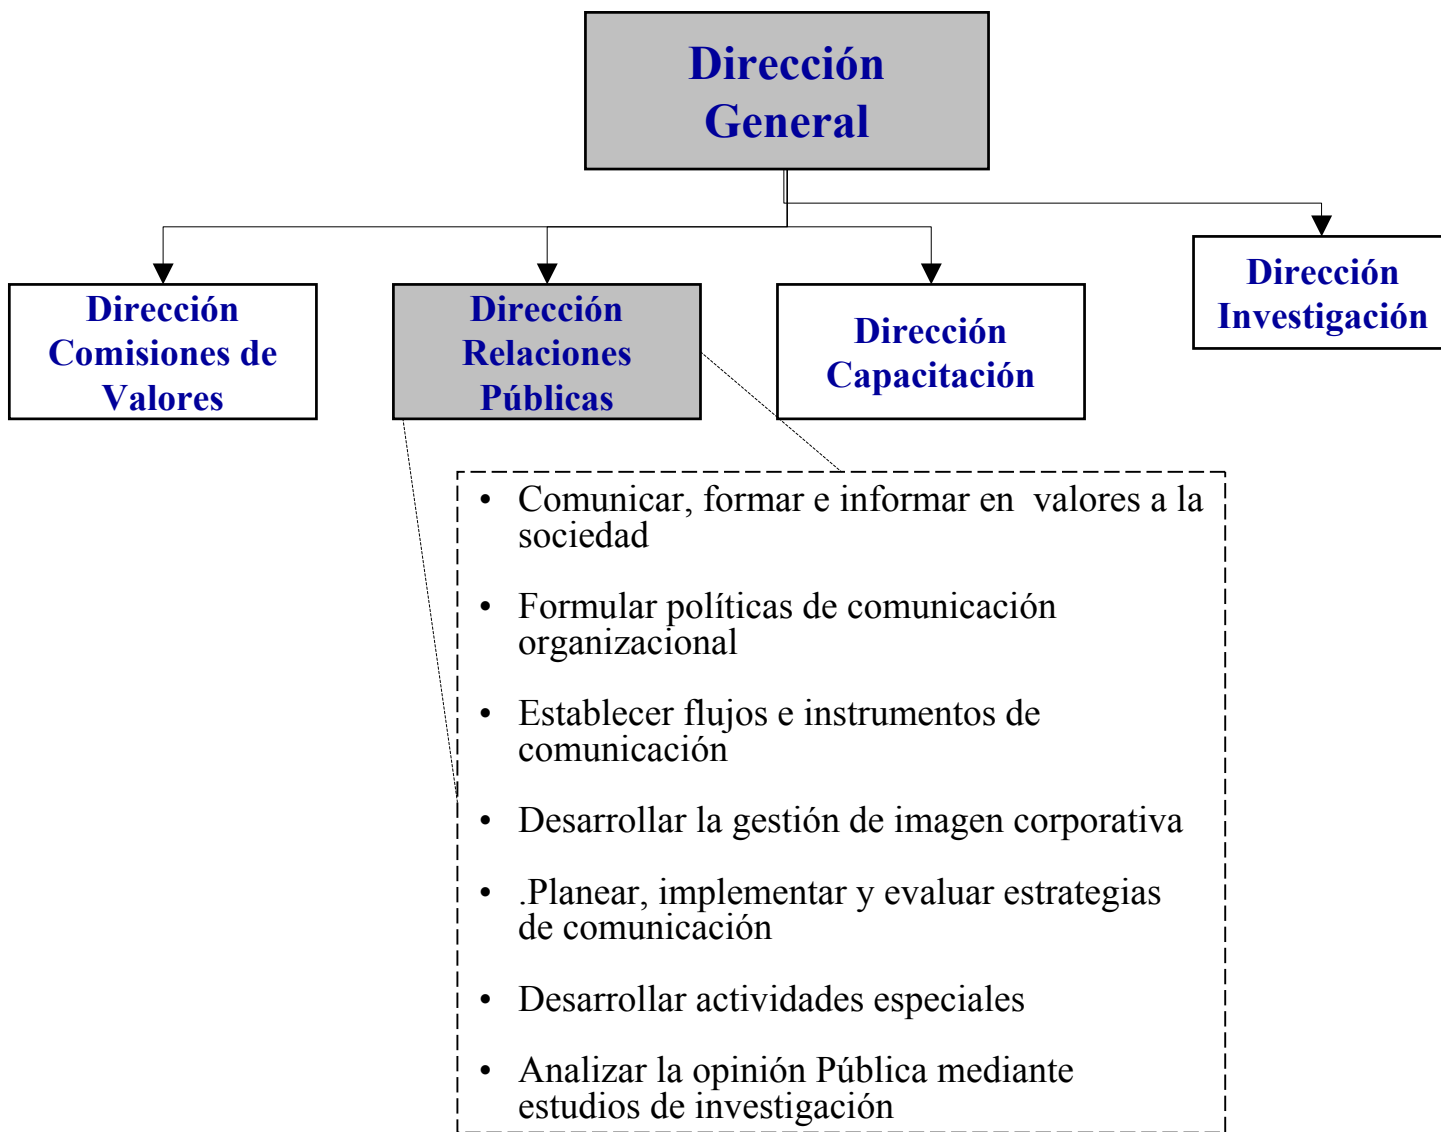 Dirección
General
Dirección
Comisiones de
Valores
Dirección
Relaciones
Públicas
Dirección
Capacitación
Dirección
Investigación
• Comunicar, formar e informar en  valores a la
sociedad
• Formular políticas de comunicación
organizacional
• Establecer flujos e instrumentos de
comunicación
• Desarrollar la gestión de imagen corporativa
• .Planear, implementar y evaluar estrategias
de comunicación
• Desarrollar actividades especiales
• Analizar la opinión Pública mediante
estudios de investigación